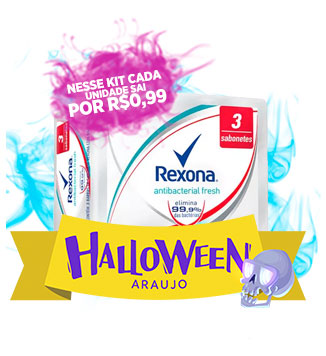 NESSE KIT CADA
UNIDADE SAI
POR R$0,99
3
sabonetes
Rexona
antibacterial fresh
elimina
99,9%
das bactérias
Rexona
HALLOWEEN
ARAUJO